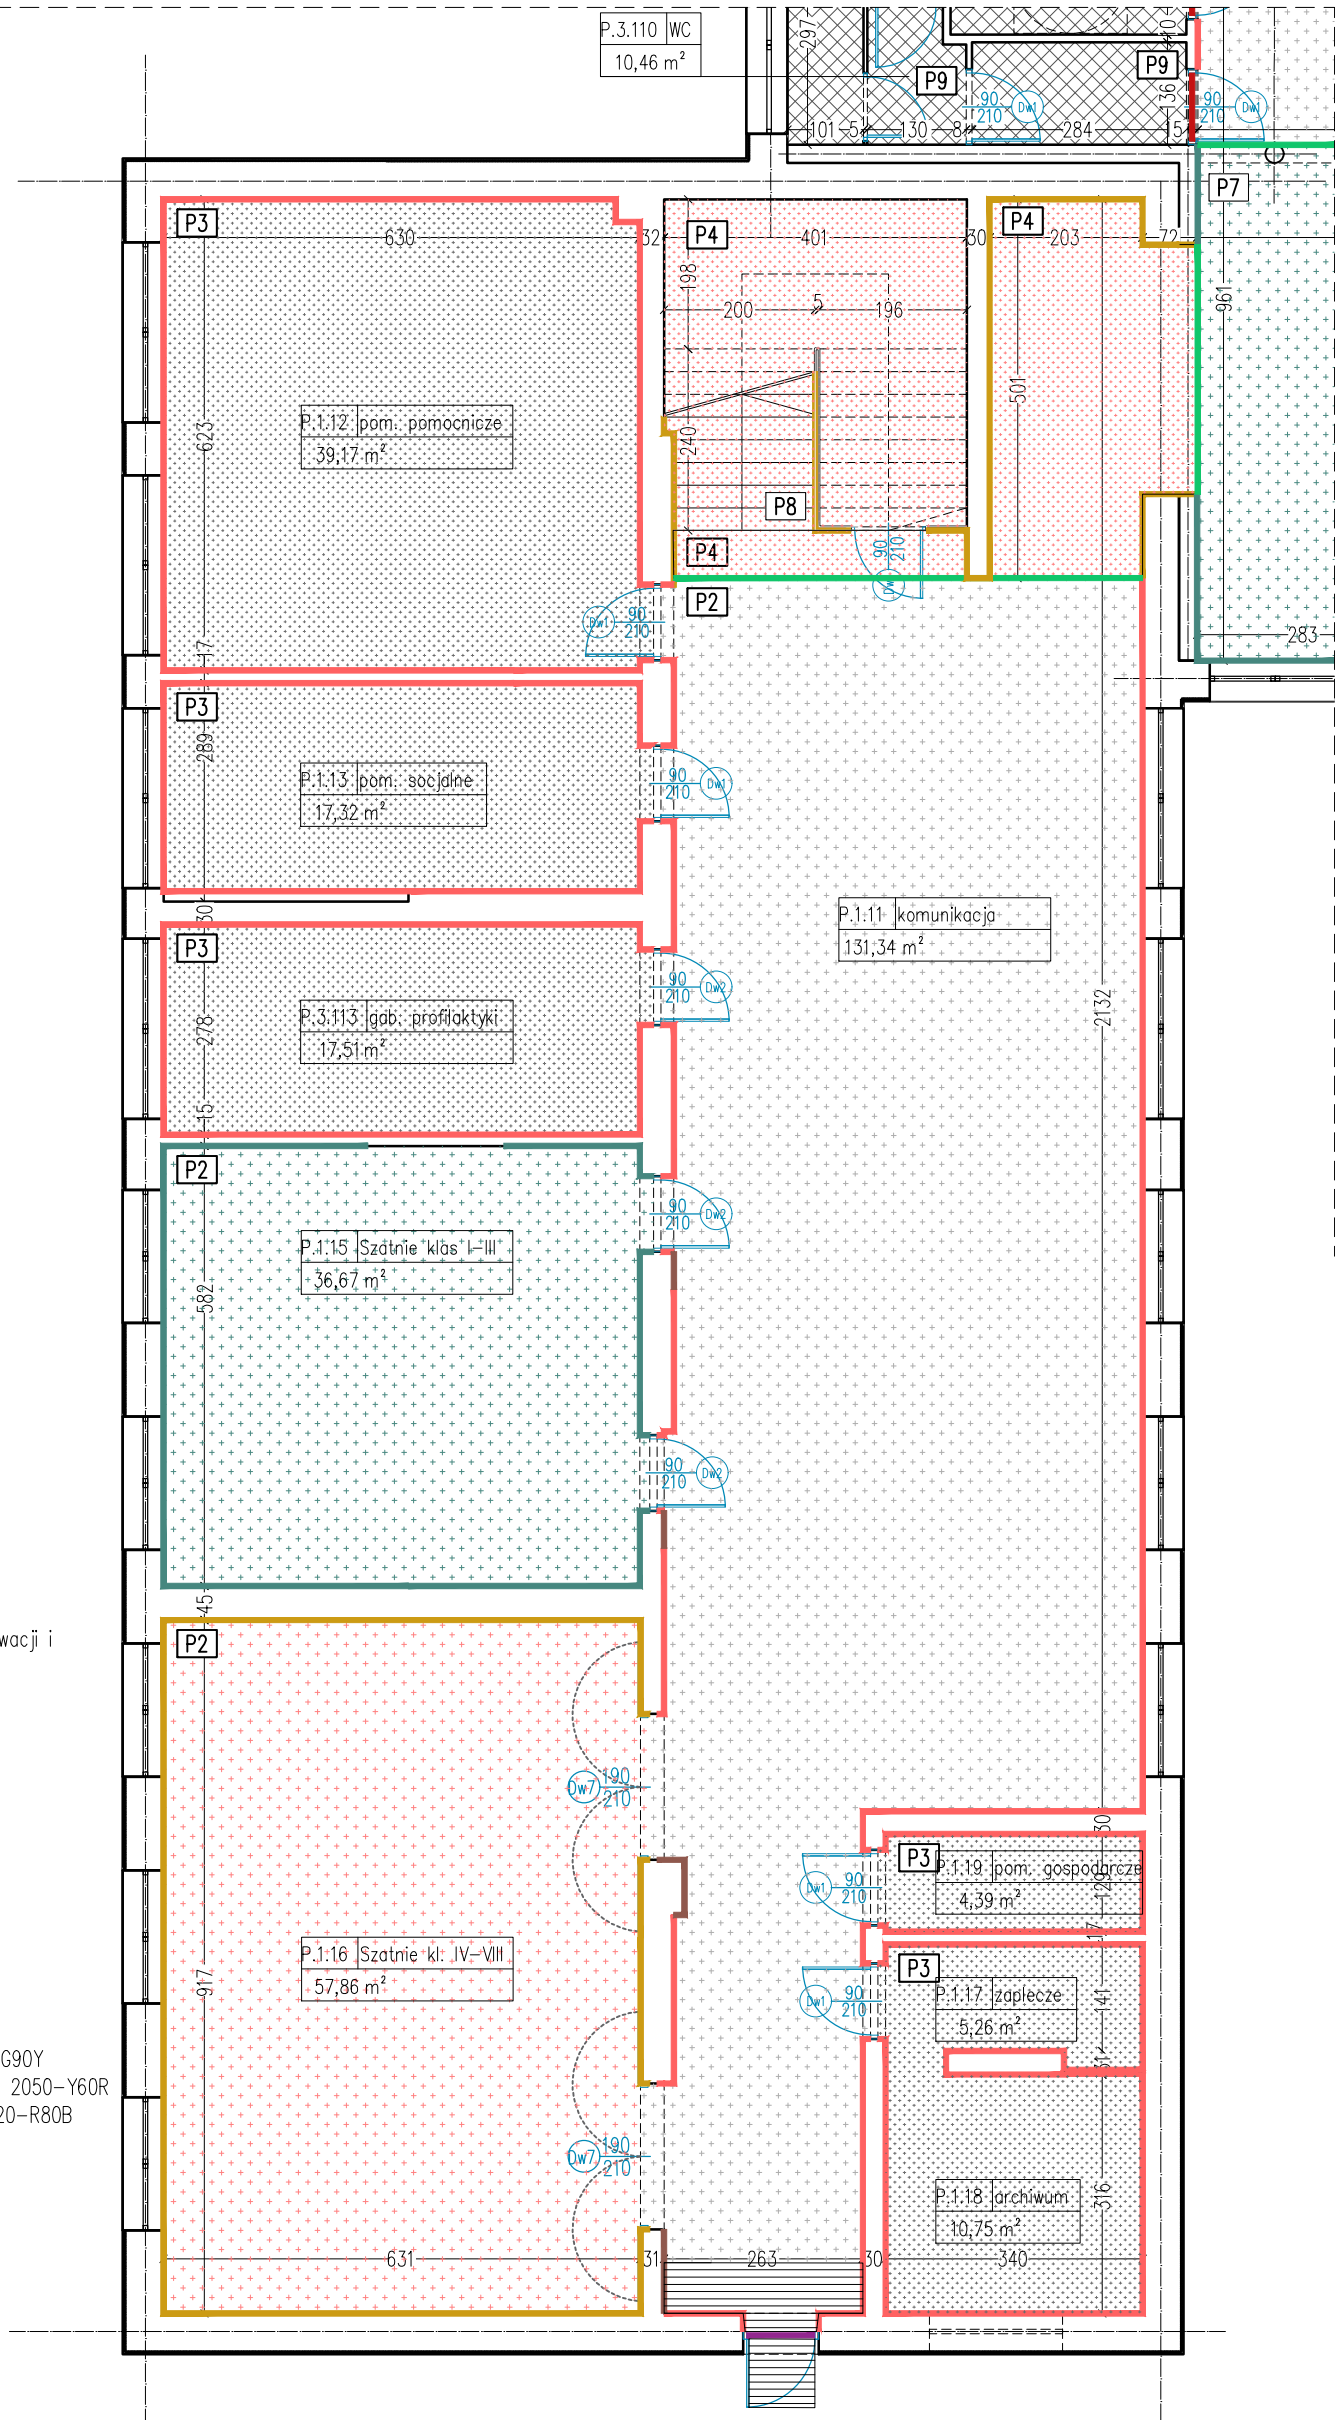 P.3.110 WC
10,46 m²
297
P9
P9
10
136
90
210
Dw1
90
210
Dw1
101
5
130
8
284
15
P7
P3
P4
P4
630
32
401
30
203
72
198
961
200
5
196
501
623
P.1.12 pom. pomocnicze
39,17 m²
240
P8
P4
90
210
P2
Dw1
90
210
283
17
P3
289
P.1.13 pom. socjalne
17,32 m²
90
210
Dw1
30
P.1.11 komunikacja
131,34 m²
P3
90
210
Dw2
2132
P.3.113 gab. profilaktyki
17,51 m²
278
15
P2
90
210
Dw2
P.1.15 Szatnie klas I-III
36,67 m²
582
90
210
Dw2
45
wacji i
P2
Dw7
190
210
30
P3
P.1.19 pom. gospodarcze
4,39 m²
129
Dw1
90
210
17
P.1.16 Szatnie kl. IV-VIII
57,86 m²
917
P3
P.1.17 zaplecze
5,26 m²
141
Dw1
90
210
G90Y
2050-Y60R
20-R80B
31
Dw7
190
210
P.1.18 archiwum
10,75 m²
316
631
31
263
30
340